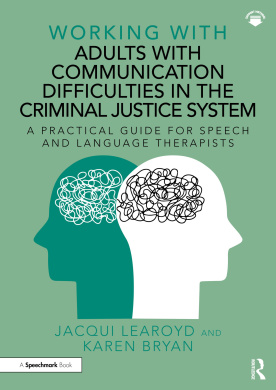 WORKING WITH
ADULTS WITH
COMMUNICATION
DIFFICULTIES IN THE
CRIMINAL JUSTICE SYSTEM
A PRACTICAL GUIDE FOR SPEECH
AND LANGUAGE THERAPISTS
JACQUI LEAROYD AND
KAREN BRYAN
A Speechmark Book
ROUTLEDGE